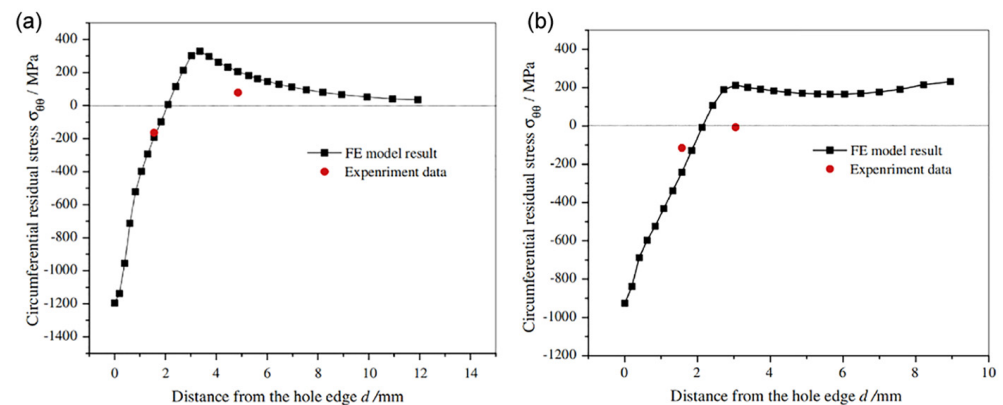 (a)
400
200
0
-200
-400
-600
-800
-1000
-1200
-1400
Circumferential residual stress σθθ / MPa
FE model result
Expenriment data
0 2 4 6 8 10 12 14
Distance from the hole edge d /mm
(b)
400
200
0
-200
-400
-600
-800
-1000
-1200
Circumferential residual stress σθθ / MPa
FE model result
Expenriment data
0 2 4 6 8 10
Distance from the hole edge d /mm